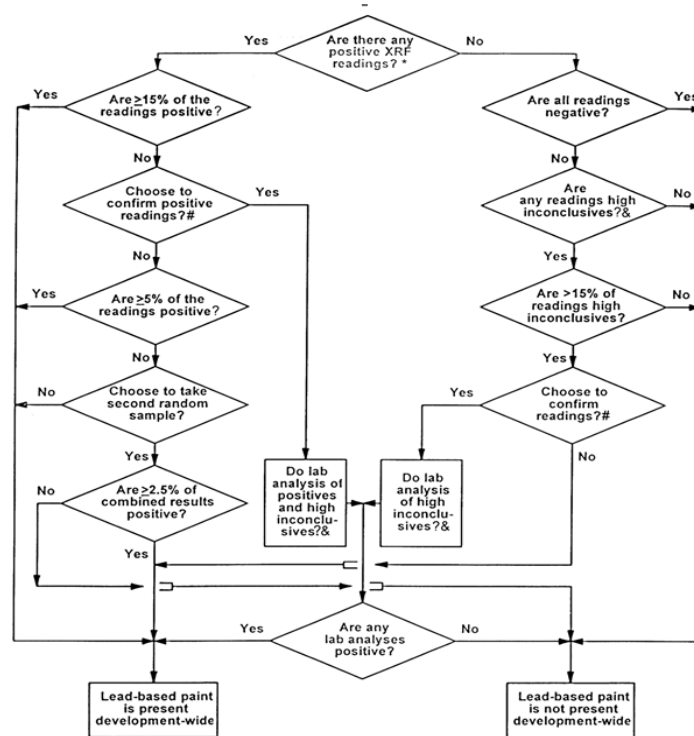 Are there any
positive XRF
readings? *
Yes
No
Are ≥15% of the
readings positive?
Yes
Are all readings
negative?
Yes
No
No
Choose to
confirm positive
readings?#
Yes
Are
any readings high
inconclusives?&
No
No
Yes
Are ≥5% of the
readings positive?
Yes
Are >15% of
readings high
inconclusives?
No
No
Yes
Choose to take
second random
sample?
No
Choose to
confirm
readings?#
Yes
Yes
No
Are ≥2.5% of
combined results
positive?
No
Do lab
analysis of
positives
and high
inconclu-
sives?&
Do lab
analysis
of high
inconclu-
sives?&
Yes
Are any
lab analyses
positive?
Yes
No
Lead-based paint
is present
development-wide
Lead-based paint
is not present
development-wide